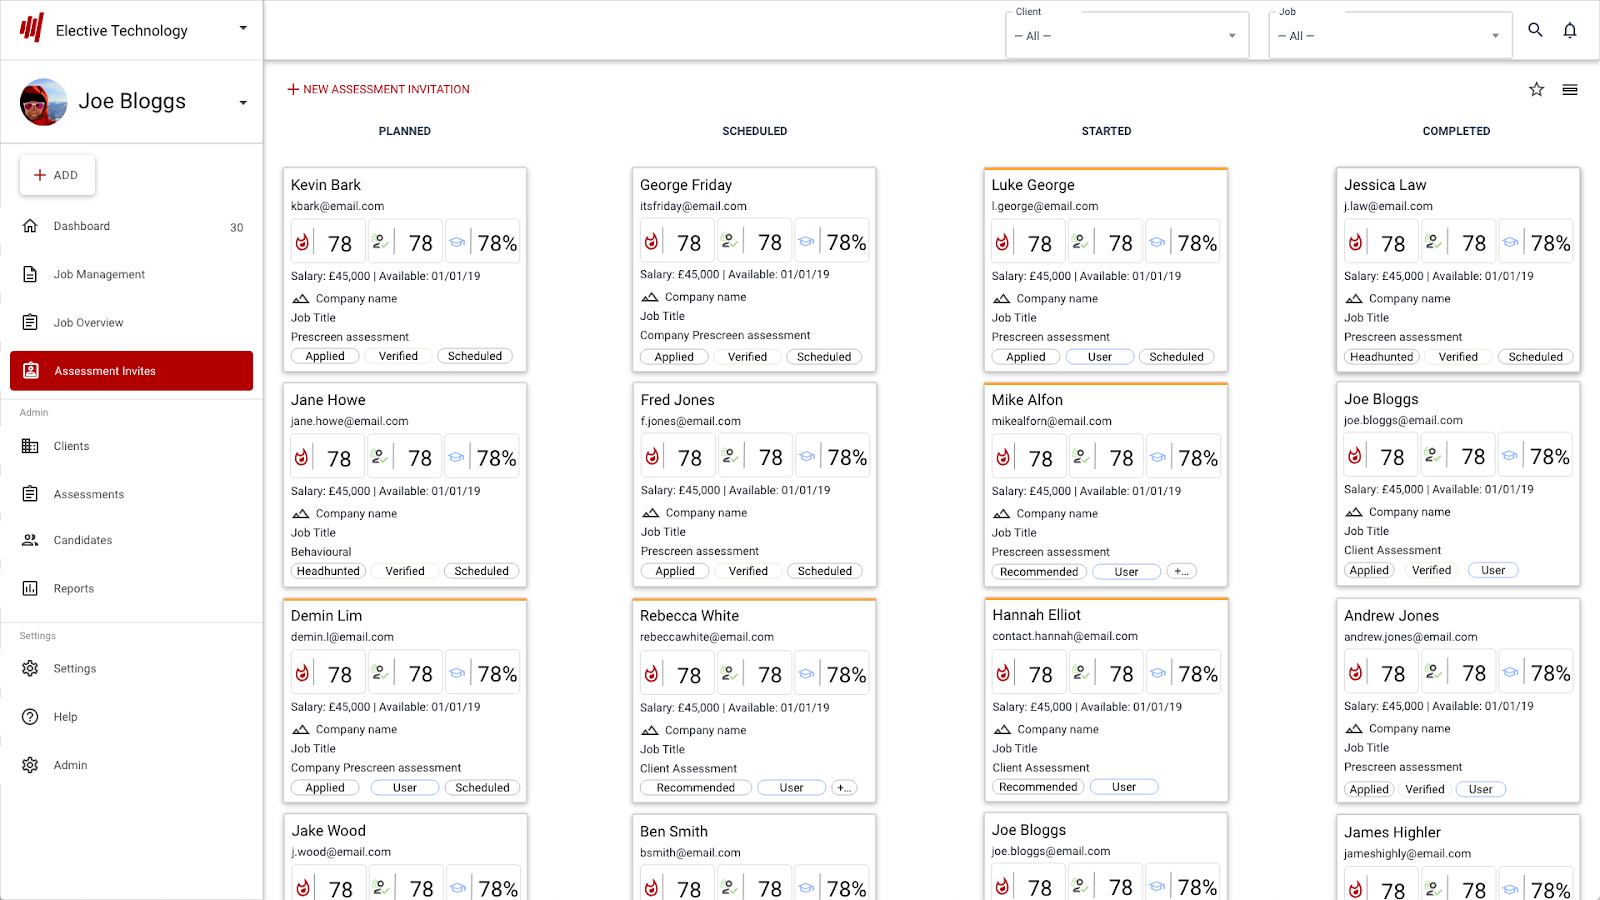 Elective Technology
Client
— All —
Job
— All —
Joe Bloggs
ADD
Dashboard 30
Job Management
Job Overview
Assessment Invites
Admin
Clients
Assessments
Candidates
Reports
Settings
Settings
Help
Admin
NEW ASSESSMENT INVITATION
PLANNED
Kevin Bark
kbark@email.com
78 78 78%
Salary: £45,000 | Available: 01/01/19
Company name
Job Title
Prescreen assessment
Applied Verified Scheduled
Jane Howe
jane.howe@email.com
78 78 78%
Salary: £45,000 | Available: 01/01/19
Company name
Job Title
Behavioural
Headhunted Verified Scheduled
Demin Lim
demin.l@email.com
78 78 78%
Salary: £45,000 | Available: 01/01/19
Company name
Job Title
Company Prescreen assessment
Applied User Scheduled
Jake Wood
j.wood@email.com
78 78 78%
SCHEDULED
George Friday
itsfriday@email.com
78 78 78%
Salary: £45,000 | Available: 01/01/19
Company name
Job Title
Company Prescreen assessment
Applied Verified Scheduled
Fred Jones
f.jones@email.com
78 78 78%
Salary: £45,000 | Available: 01/01/19
Company name
Job Title
Prescreen assessment
Applied Verified Scheduled
Rebecca White
rebeccawhite@email.com
78 78 78%
Salary: £45,000 | Available: 01/01/19
Company name
Job Title
Client Assessment
Recommended User +...
Ben Smith
bsmith@email.com
78 78 78%
STARTED
Luke George
l.george@email.com
78 78 78%
Salary: £45,000 | Available: 01/01/19
Company name
Job Title
Prescreen assessment
Applied User Scheduled
Mike Alfon
mikealforn@email.com
78 78 78%
Salary: £45,000 | Available: 01/01/19
Company name
Job Title
Prescreen assessment
Recommended User +...
Hannah Elliot
contact.hannah@email.com
78 78 78%
Salary: £45,000 | Available: 01/01/19
Company name
Job Title
Client Assessment
Recommended User
Joe Bloggs
joe.bloggs@email.com
78 78 78%
COMPLETED
Jessica Law
j.law@email.com
78 78 78%
Salary: £45,000 | Available: 01/01/19
Company name
Job Title
Prescreen assessment
Headhunted Verified Scheduled
Joe Bloggs
joe.bloggs@email.com
78 78 78%
Salary: £45,000 | Available: 01/01/19
Company name
Job Title
Client Assessment
Applied Verified User
Andrew Jones
andrew.jones@email.com
78 78 78%
Salary: £45,000 | Available: 01/01/19
Company name
Job Title
Prescreen assessment
Applied Verified User
James Highler
jameshighly@email.com
78 78 78%